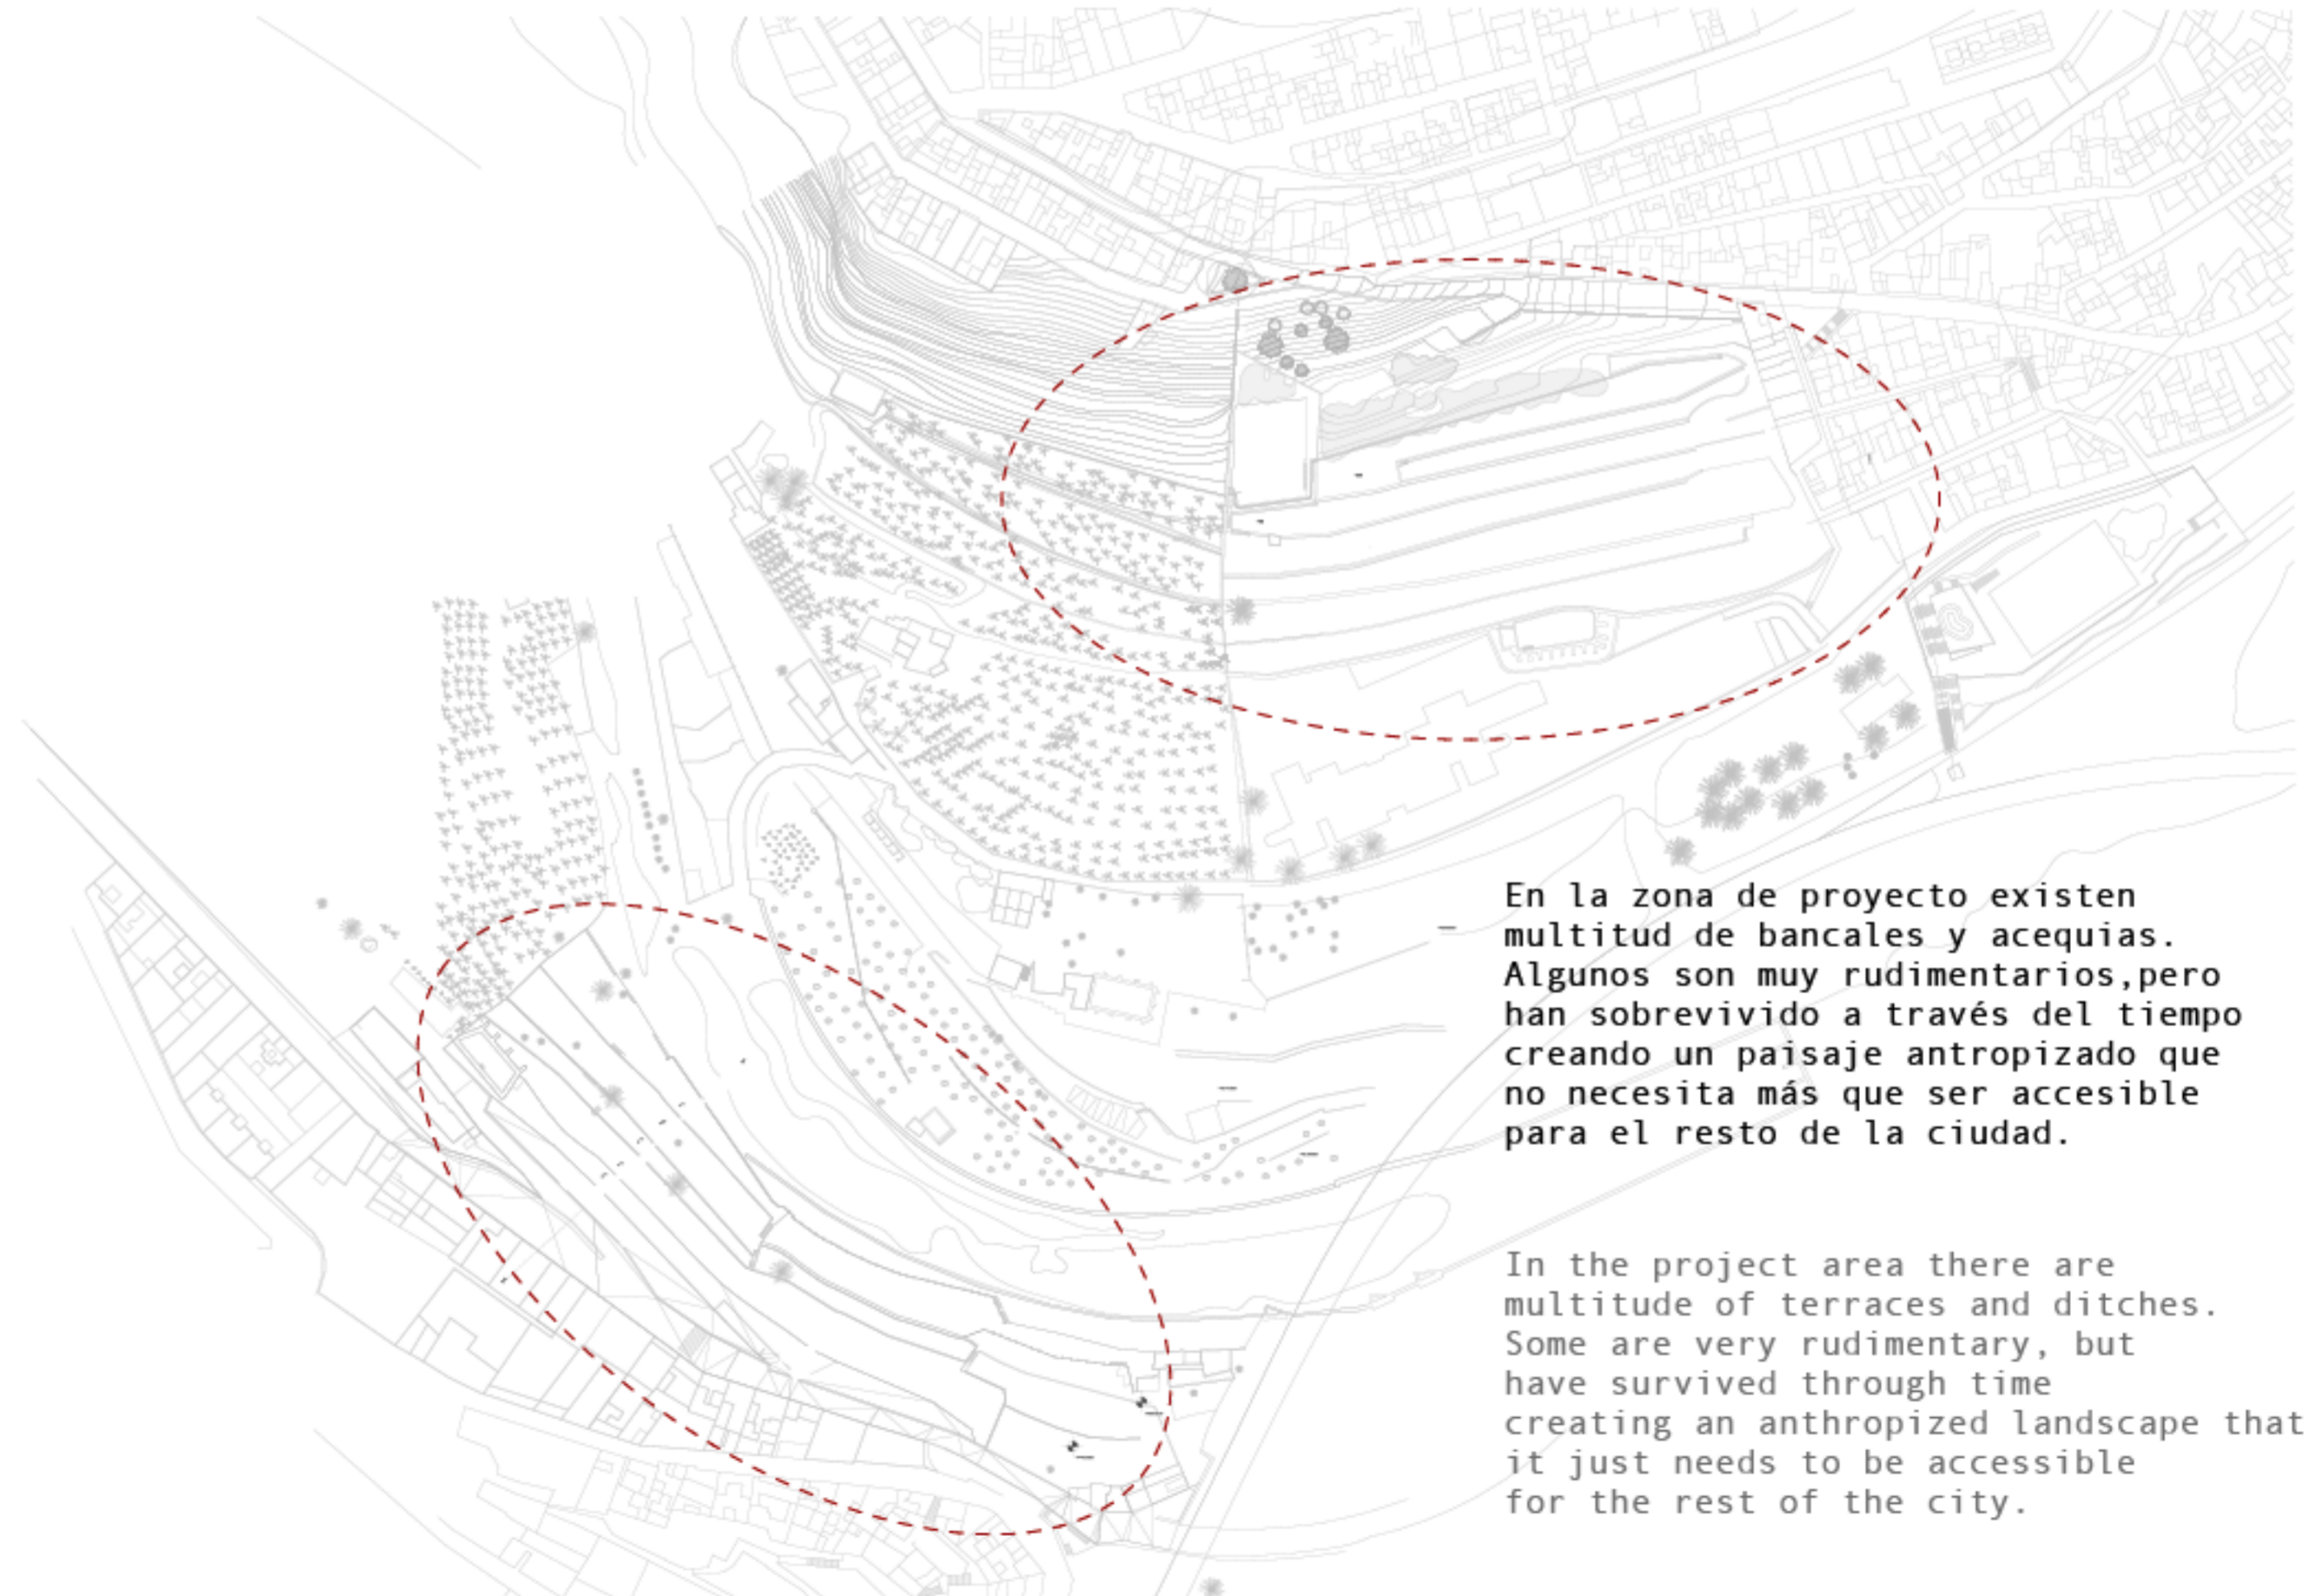 En la zona de proyecto existen
multitud de bancales y acequias.
Algunos son muy rudimentarios,pero
han sobrevivido a través del tiempo
creando un paisaje antropizado que
no necesita más que ser accesible
para el resto de la ciudad.
In the project area there are
multitude of terraces and ditches.
Some are very rudimentary, but
have survived through time
creating an anthropized landscape that
it just needs to be accessible
for the rest of the city.